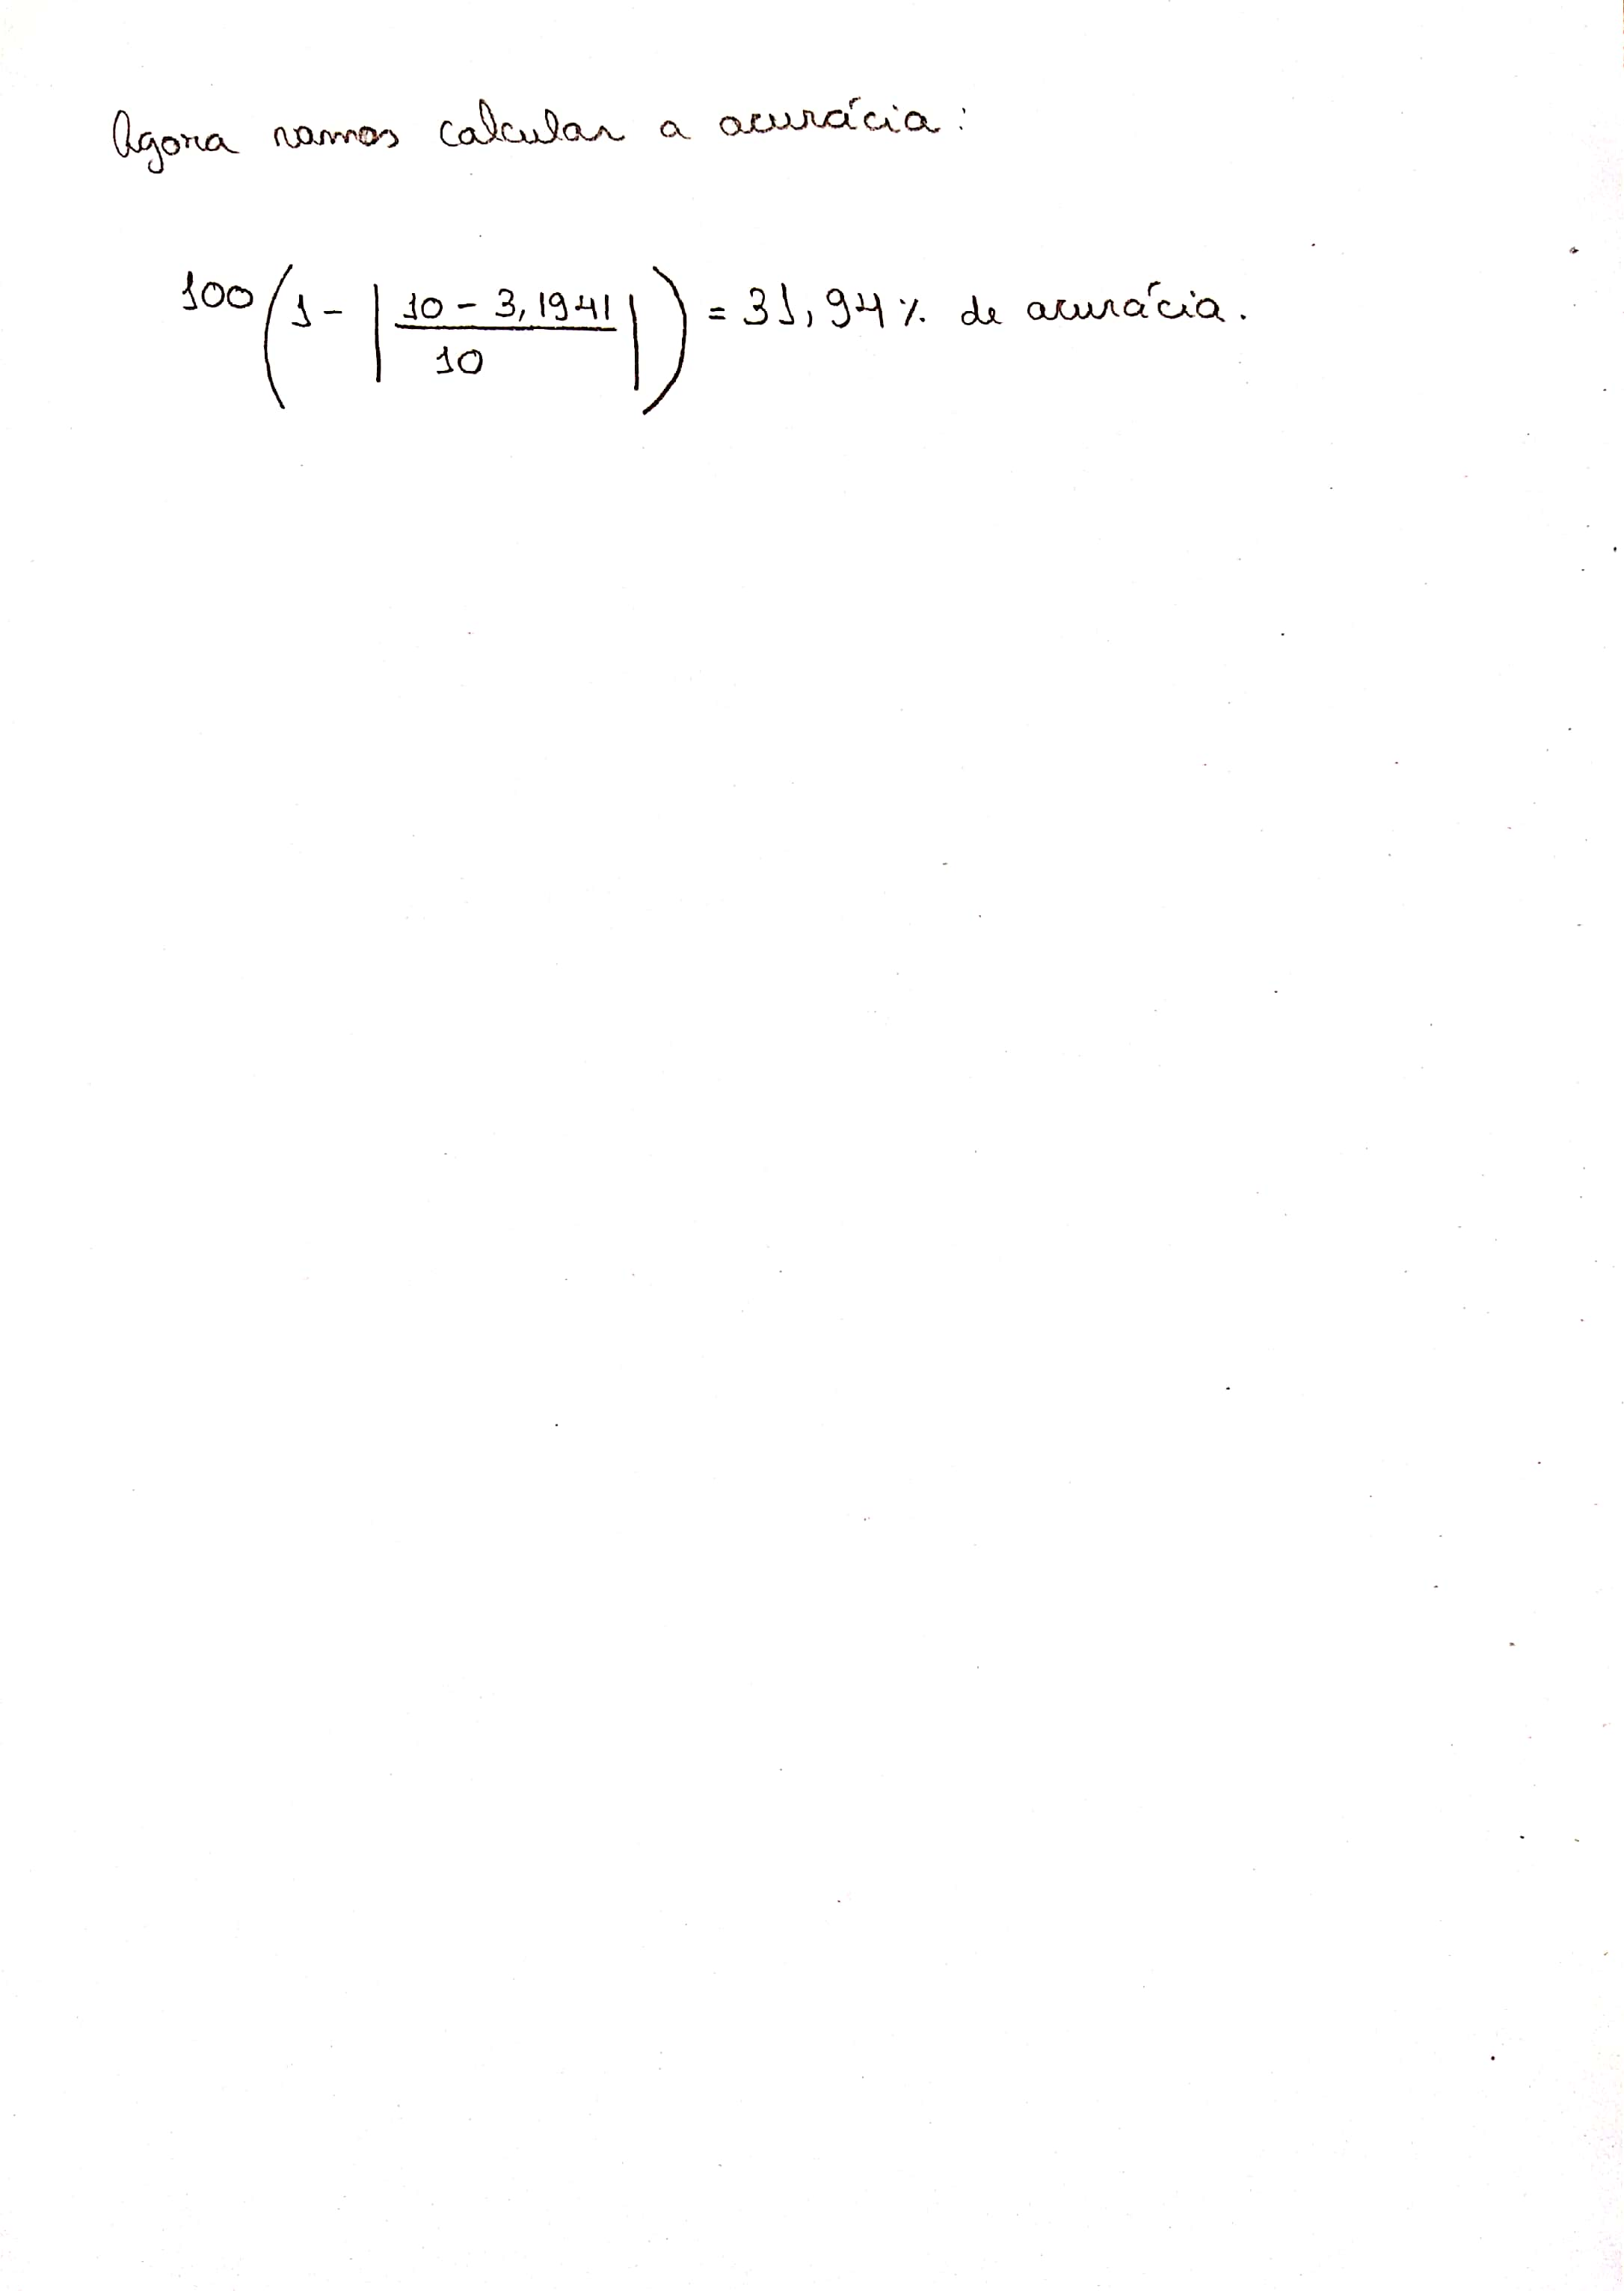 Agora vamos calcular a acurácia:
100(1-|10-3,1941/10|) = 31,94% de acurácia.